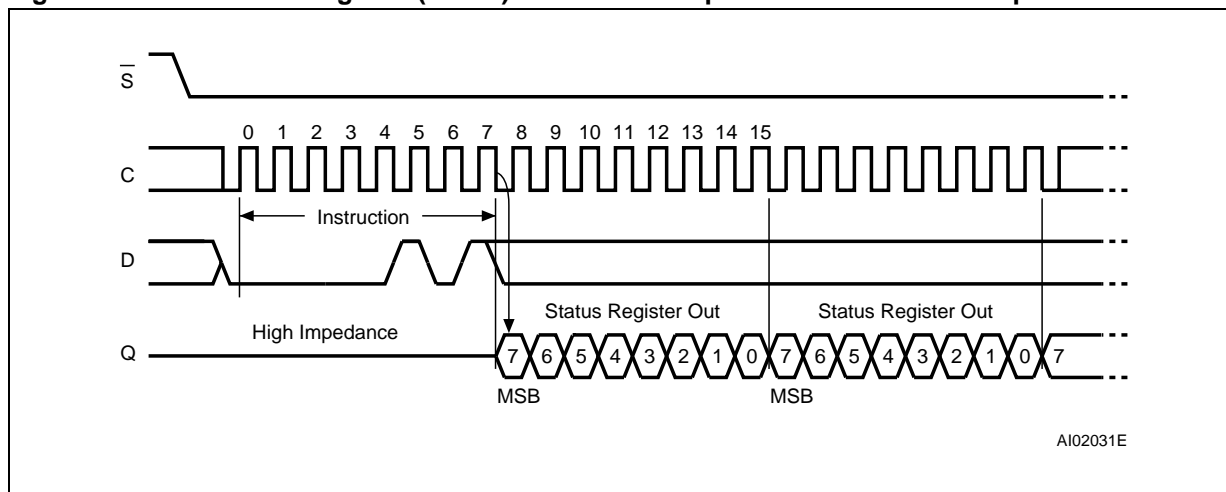 S
0 1 2 3 4 5 6 7 8 9 10 11 12 13 14 15
C
Instruction
D
High Impedance
Status Register Out
Status Register Out
Q
7 6 5 4 3 2 1 0 7 6 5 4 3 2 1 0 7
MSB
MSB
AI02031E